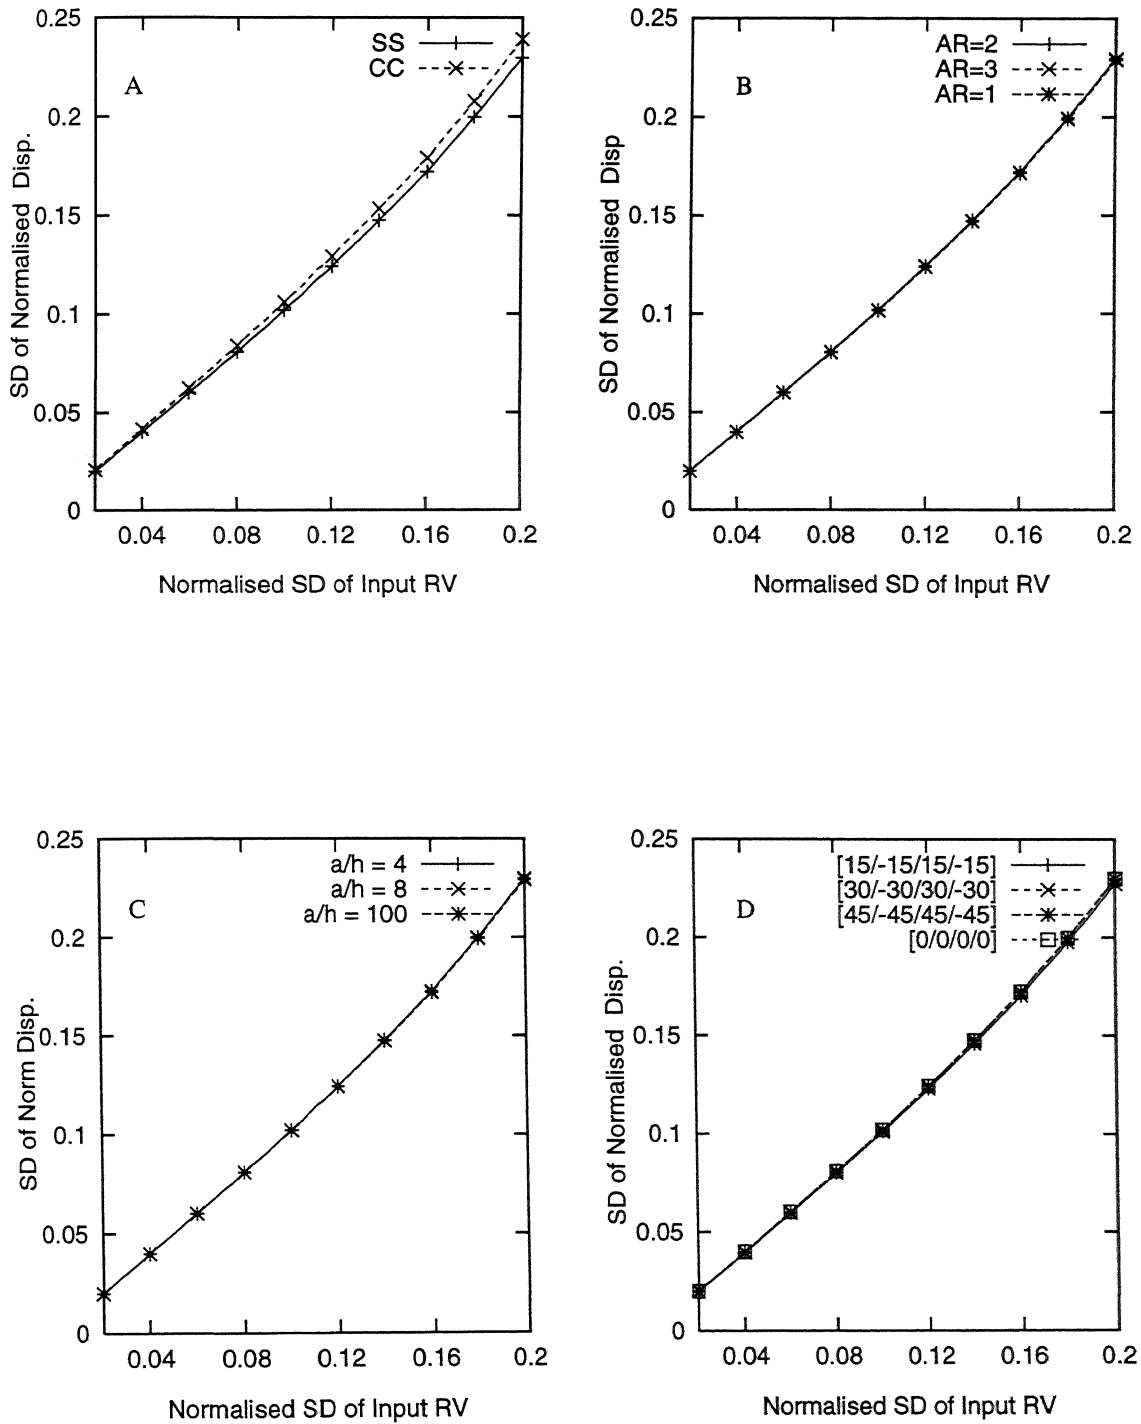 0.25
SS
CC
A
0.2
0.15
0.1
0.05
0
SD of Normalised Disp.
0.04 0.08 0.12 0.16 0.2
Normalised SD of Input RV
0.25
AR=2
AR=3
AR=1
B
0.2
0.15
0.1
0.05
0
SD of Normalised Disp
0.04 0.08 0.12 0.16 0.2
Normalised SD of Input RV
0.25
a/h = 4
a/h = 8
a/h = 100
C
0.2
0.15
0.1
0.05
0
SD of Norm Disp.
0.04 0.08 0.12 0.16 0.2
Normalised SD of Input RV
0.25
[15/-15/15/-15]
[30/-30/30/-30]
[45/-45/45/-45]
[0/0/0/0]
D
0.2
0.15
0.1
0.05
0
SD of Normalised Disp.
0.04 0.08 0.12 0.16 0.2
Normalised SD of Input RV